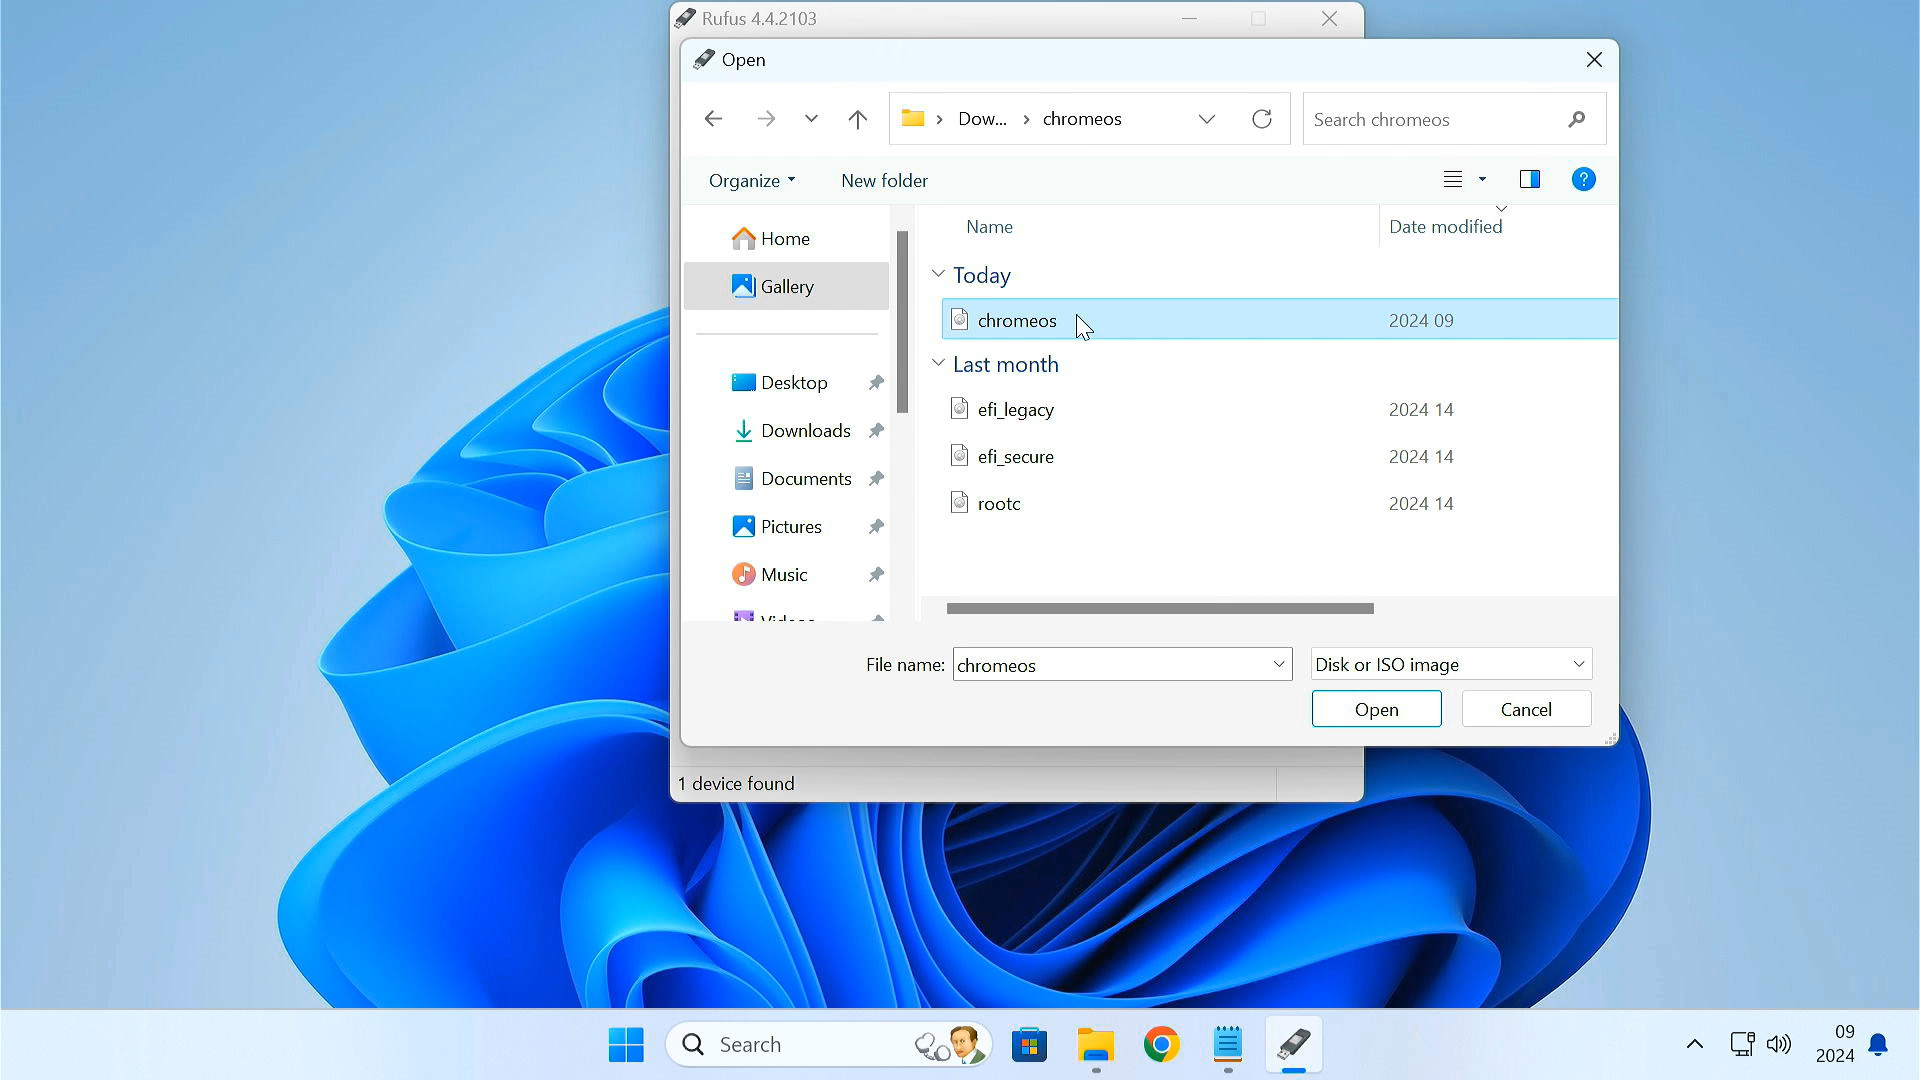 Rufus 4.4.2103
Open
Dow... chromeos
Search chromeos
Organize
New folder
?
Name
Date modified
Home
Gallery
Today
chromeos 2024 09
Last month
efi_legacy 2024 14
efi_secure 2024 14
rootc 2024 14
Desktop
Downloads
Documents
Pictures
Music
Videos
File name: chromeos
Disk or ISO image
Open
Cancel
1 device found
Search
09
2024